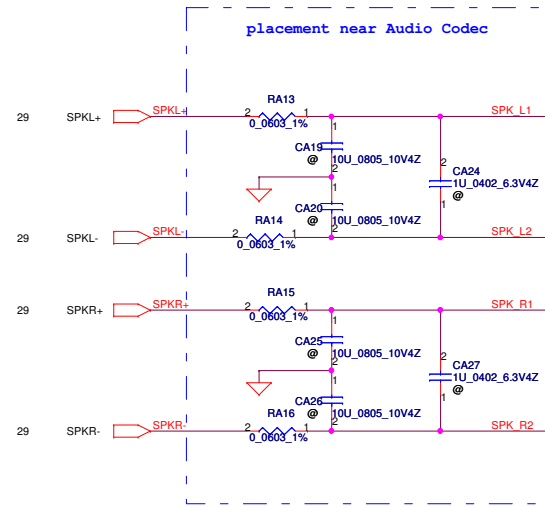 placement near Audio Codec
RA13
29 SPKL+ SPKL+ 2 1 SPK_L1
0_0603_1%
1
CA19 10U_0805_10V4Z
@
2
2
CA24
1U_0402_6.3V4Z
@
1
1
CA20 10U_0805_10V4Z
@
2
RA14
29 SPKL- SPKL- 2 1 SPK_L2
0_0603_1%
RA15
29 SPKR+ SPKR+ 2 1 SPK_R1
0_0603_1%
1
CA25 10U_0805_10V4Z
@
2
2
CA27
1U_0402_6.3V4Z
@
1
1
CA26 10U_0805_10V4Z
@
2
RA16
29 SPKR- SPKR- 2 1 SPK_R2
0_0603_1%